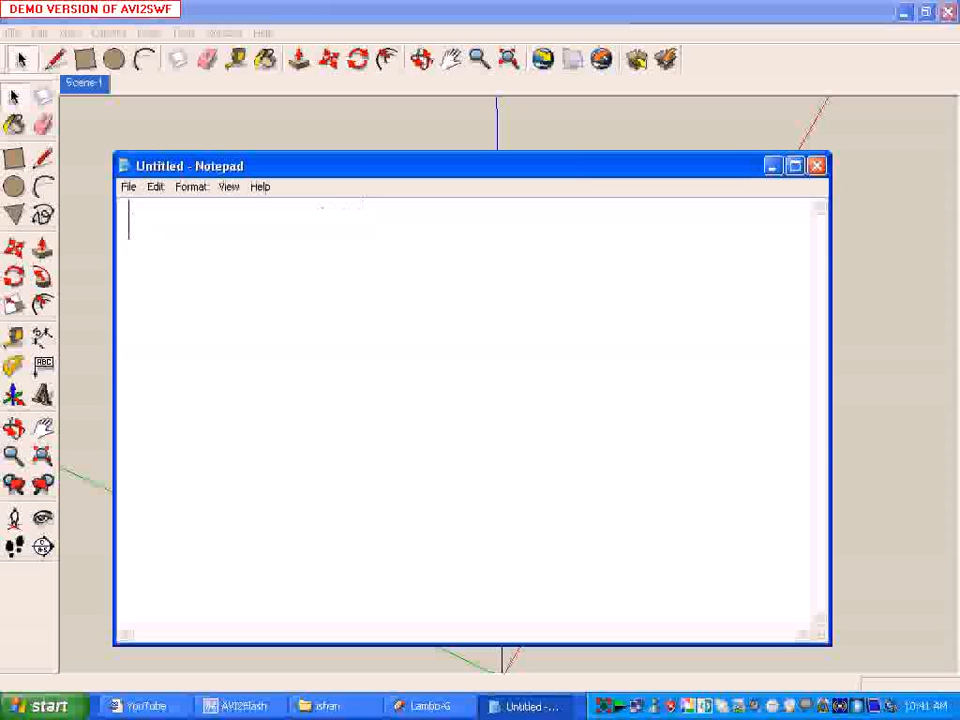 DEMO VERSION OF AVI2SWF
Scene-1
Untitled - Notepad
File Edit Format View Help
ABC
start YouTube AVI2flash Lambo-G Untitled -... 10:41 AM